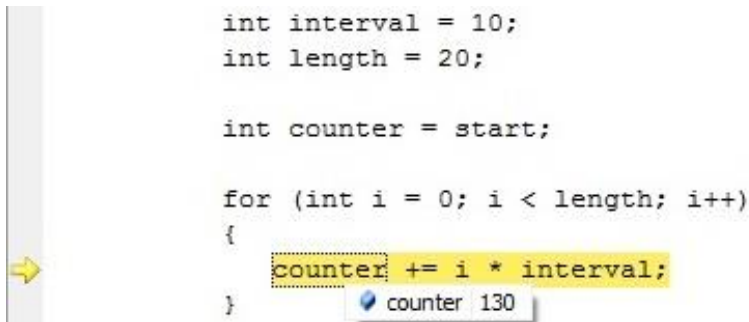 int interval = 10;
int length = 20;
int counter = start;
for (int i = 0; i < length; i++)
{
counter += i * interval;
}
counter 130